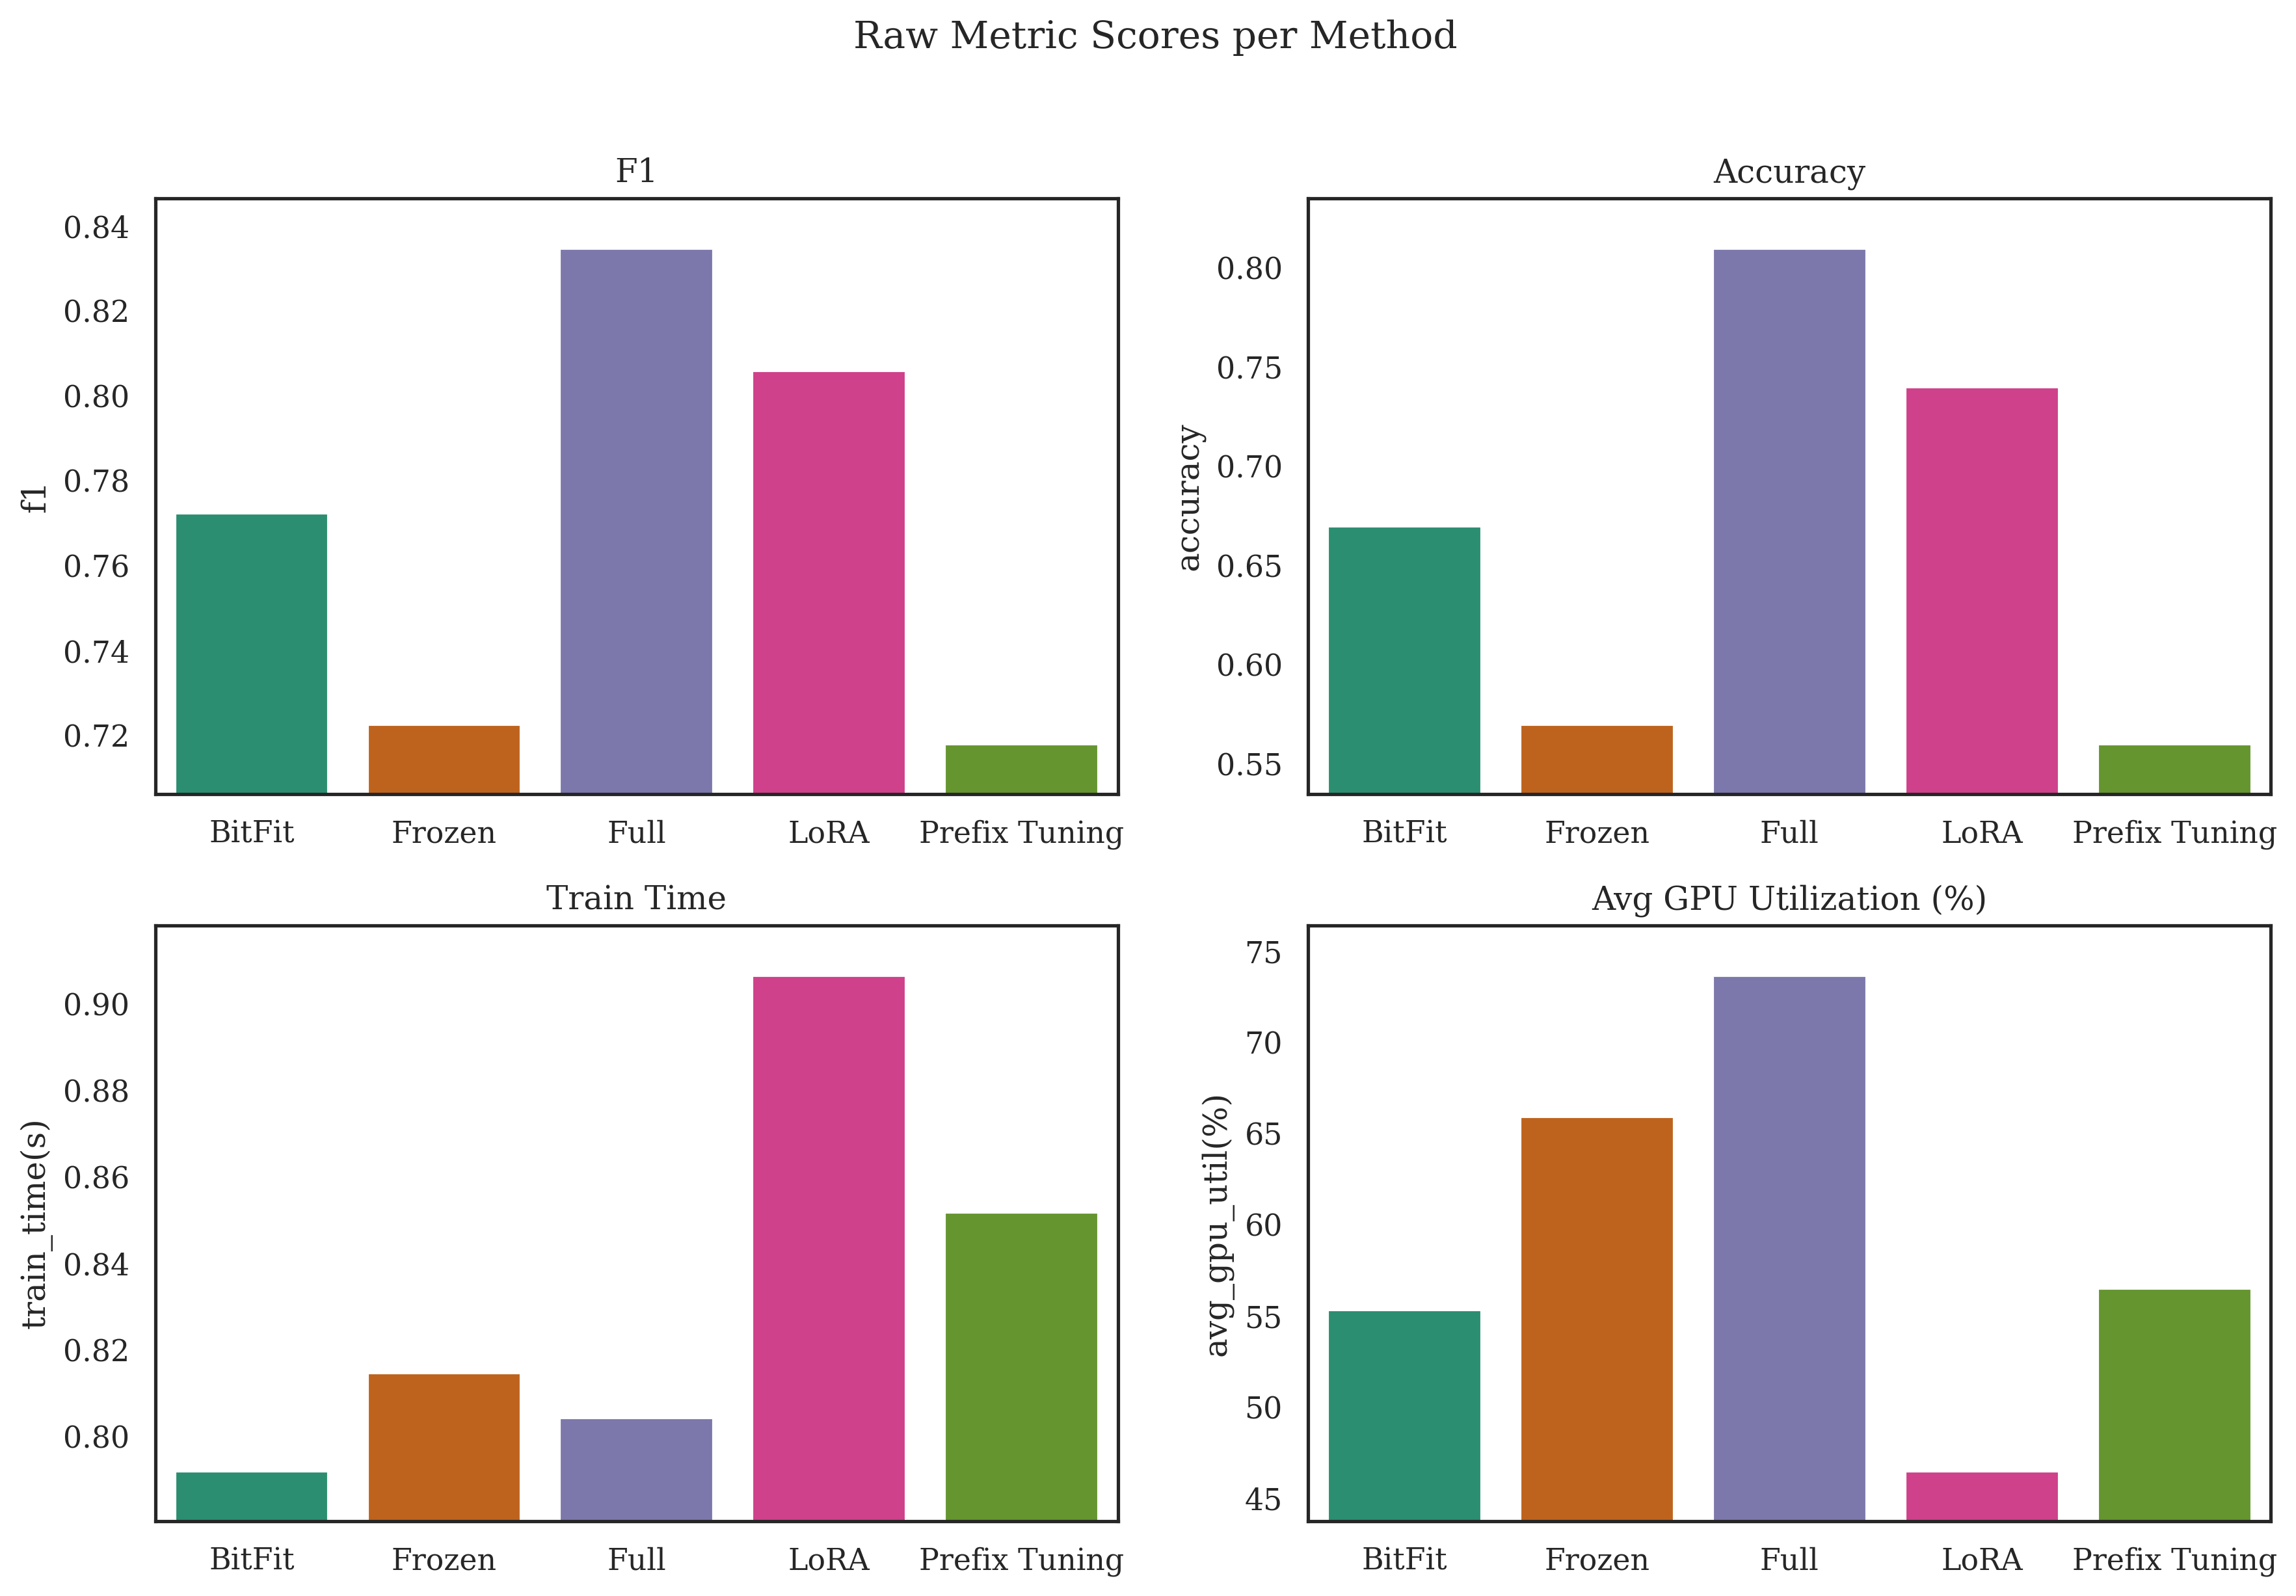 Raw Metric Scores per Method
F1
f1
0.84
0.82
0.80
0.78
0.76
0.74
0.72
BitFit Frozen Full LoRA Prefix Tuning
Accuracy
accuracy
0.80
0.75
0.70
0.65
0.60
0.55
BitFit Frozen Full LoRA Prefix Tuning
Train Time
train_time(s)
0.90
0.88
0.86
0.84
0.82
0.80
BitFit Frozen Full LoRA Prefix Tuning
Avg GPU Utilization (%)
avg_gpu_util(%)
75
70
65
60
55
50
45
BitFit Frozen Full LoRA Prefix Tuning